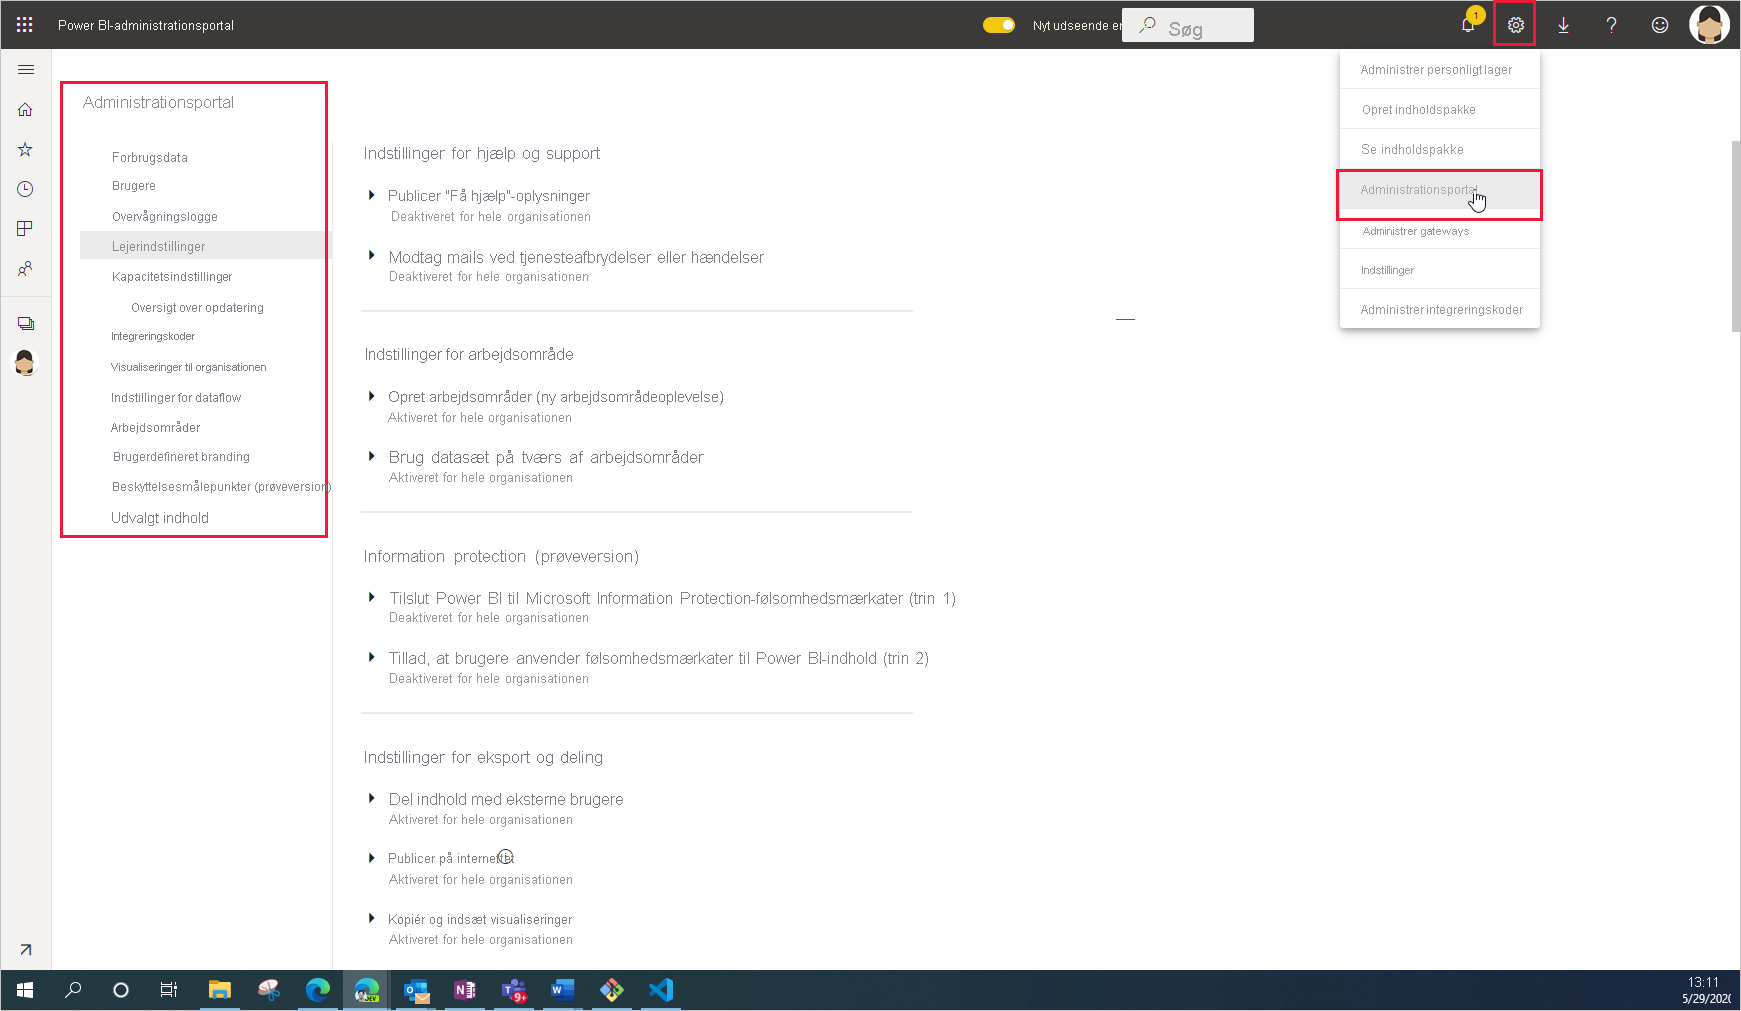 Power BI-administrationsportal
Nyt udseende er
Søg
1
Administrationsportal
Forbrugsdata
Brugere
Overvågningslogge
Lejerindstillinger
Kapacitetsindstillinger
Oversigt over opdatering
Integreringskoder
Visualiseringer til organisationen
Indstillinger for dataflow
Arbejdsområder
Brugerdefineret branding
Beskyttelsesmålepunkter (prøveversion)
Udvalgt indhold
Indstillinger for hjælp og support
Publicer "Få hjælp"-oplysninger
Deaktiveret for hele organisationen
Modtag mails ved tjenesteafbrydelser eller hændelser
Deaktiveret for hele organisationen
Indstillinger for arbejdsområde
Opret arbejdsområder (ny arbejdsområdeoplevelse)
Aktiveret for hele organisationen
Brug datasæt på tværs af arbejdsområder
Aktiveret for hele organisationen
Information protection (prøveversion)
Tilslut Power BI til Microsoft Information Protection-følsomhedsmærkater (trin 1)
Deaktiveret for hele organisationen
Tillad, at brugere anvender følsomhedsmærkater til Power BI-indhold (trin 2)
Deaktiveret for hele organisationen
Indstillinger for eksport og deling
Del indhold med eksterne brugere
Aktiveret for hele organisationen
Publicer på internettet
Aktiveret for hele organisationen
Kopiér og indsæt visualiseringer
Aktiveret for hele organisationen
Administrer personligt lager
Opret indholdspakke
Se indholdspakke
Administrationsportal
Administrer gateways
Indstillinger
Administrer integreringskoder
DEV
9+
13:11
5/29/2020